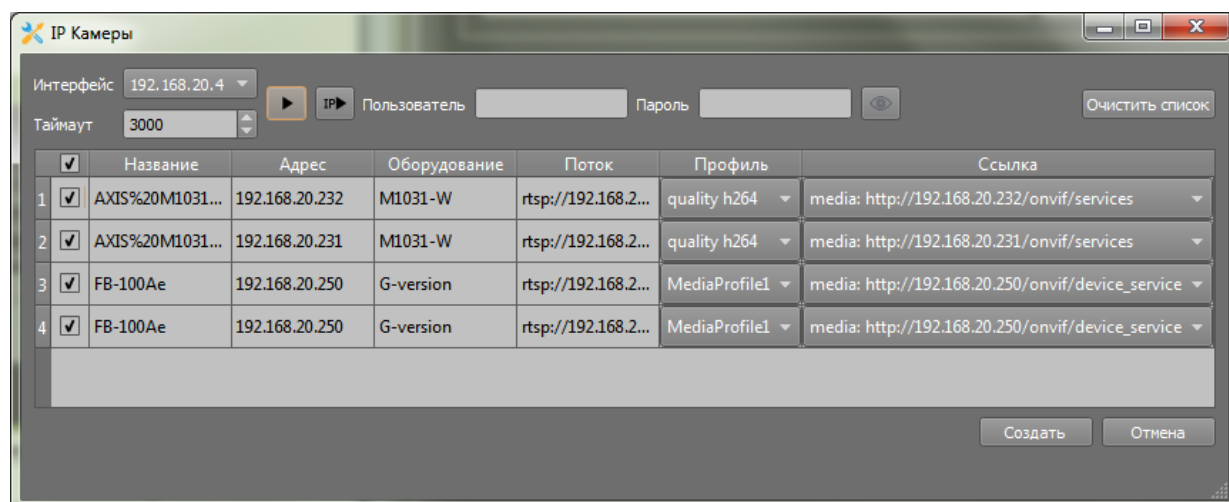 IP Камеры
Интерфейс 192.168.20.4
IP Пользователь Пароль Очистить список
Таймаут 3000
Название Адрес Оборудование Поток Профиль Ссылка
1 AXIS%20M1031... 192.168.20.232 M1031-W rtsp://192.168.2... quality h264 media: http://192.168.20.232/onvif/services
2 AXIS%20M1031... 192.168.20.231 M1031-W rtsp://192.168.2... quality h264 media: http://192.168.20.231/onvif/services
3 FB-100Ae 192.168.20.250 G-version rtsp://192.168.2... MediaProfile1 media: http://192.168.20.250/onvif/device_service
4 FB-100Ae 192.168.20.250 G-version rtsp://192.168.2... MediaProfile1 media: http://192.168.20.250/onvif/device_service
Создать Отмена